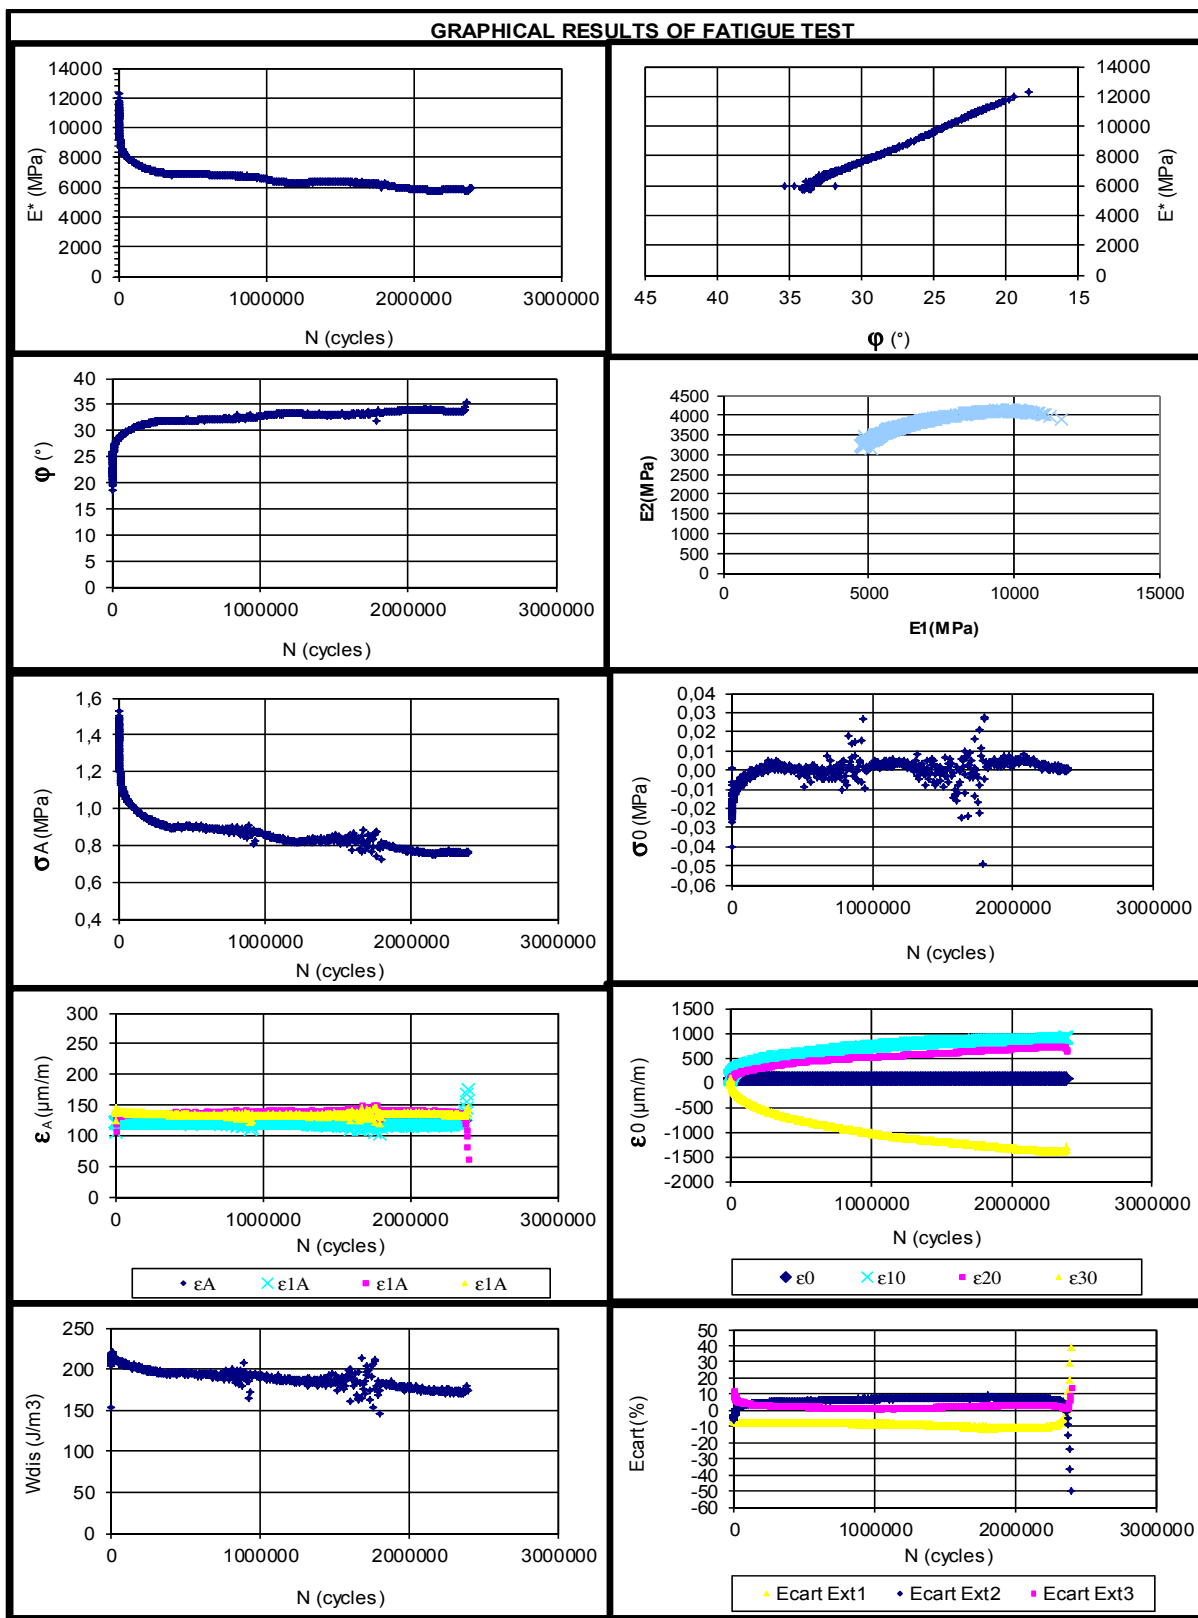 GRAPHICAL RESULTS OF FATIGUE TEST
14000
12000
10000
8000
6000
4000
2000
0
E* (MPa)
0 1000000 2000000 3000000
N (cycles)
14000
12000
10000
8000
6000
4000
2000
0
E* (MPa)
45 40 35 30 25 20 15
φ (°)
40
35
30
25
20
15
10
5
0
φ (°)
0 1000000 2000000 3000000
N (cycles)
4500
4000
3500
3000
2500
2000
1500
1000
500
0
E2(MPa)
0 5000 10000 15000
E1(MPa)
1,6
1,4
1,2
1,0
0,8
0,6
0,4
σA (MPa)
0 1000000 2000000 3000000
N (cycles)
0,04
0,03
0,02
0,01
0,00
-0,01
-0,02
-0,03
-0,04
-0,05
-0,06
σ0 (MPa)
0 1000000 2000000 3000000
N (cycles)
300
250
200
150
100
50
0
εA (µm/m)
0 1000000 2000000 3000000
N (cycles)
εA ε1A ε1A ε1A
1500
1000
500
0
-500
-1000
-1500
-2000
ε0 (µm/m)
0 1000000 2000000 3000000
N (cycles)
ε0 ε10 ε20 ε30
250
200
150
100
50
0
Wdis (J/m3)
0 1000000 2000000 3000000
N (cycles)
50
40
30
20
10
0
-10
-20
-30
-40
-50
-60
Ecart(%)
0 1000000 2000000 3000000
N (cycles)
Ecart Ext1 Ecart Ext2 Ecart Ext3